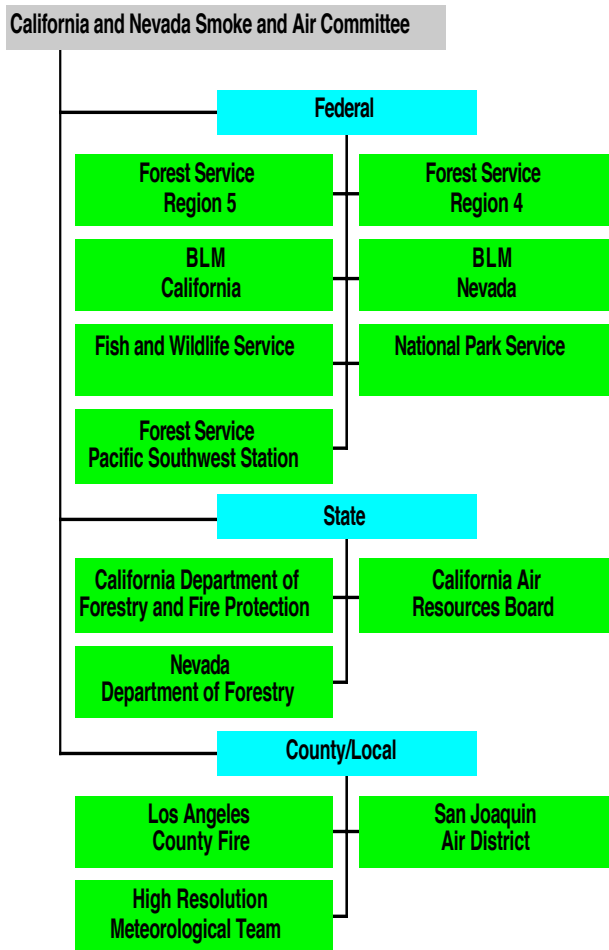 California and Nevada Smoke and Air Committee
Federal
Forest Service
Region 5
Forest Service
Region 4
BLM
California
BLM
Nevada
Fish and Wildlife Service
National Park Service
Forest Service
Pacific Southwest Station
State
California Department of
Forestry and Fire Protection
California Air
Resources Board
Nevada
Department of Forestry
County/Local
Los Angeles
County Fire
San Joaquin
Air District
High Resolution
Meteorological Team